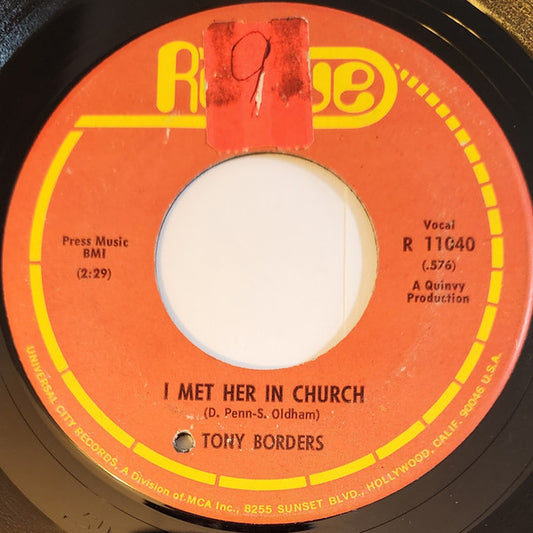 9
Press Music
BMI
(2:29)
Vocal
R 11040
(.576)
A Quinvy
Production
I MET HER IN CHURCH
(D. Penn-S. Oldham)
TONY BORDERS
UNIVERSAL CITY RECORDS, A Division of MCA Inc., 8255 SUNSET BLVD., HOLLYWOOD, CALIF. 90046 U.S.A.